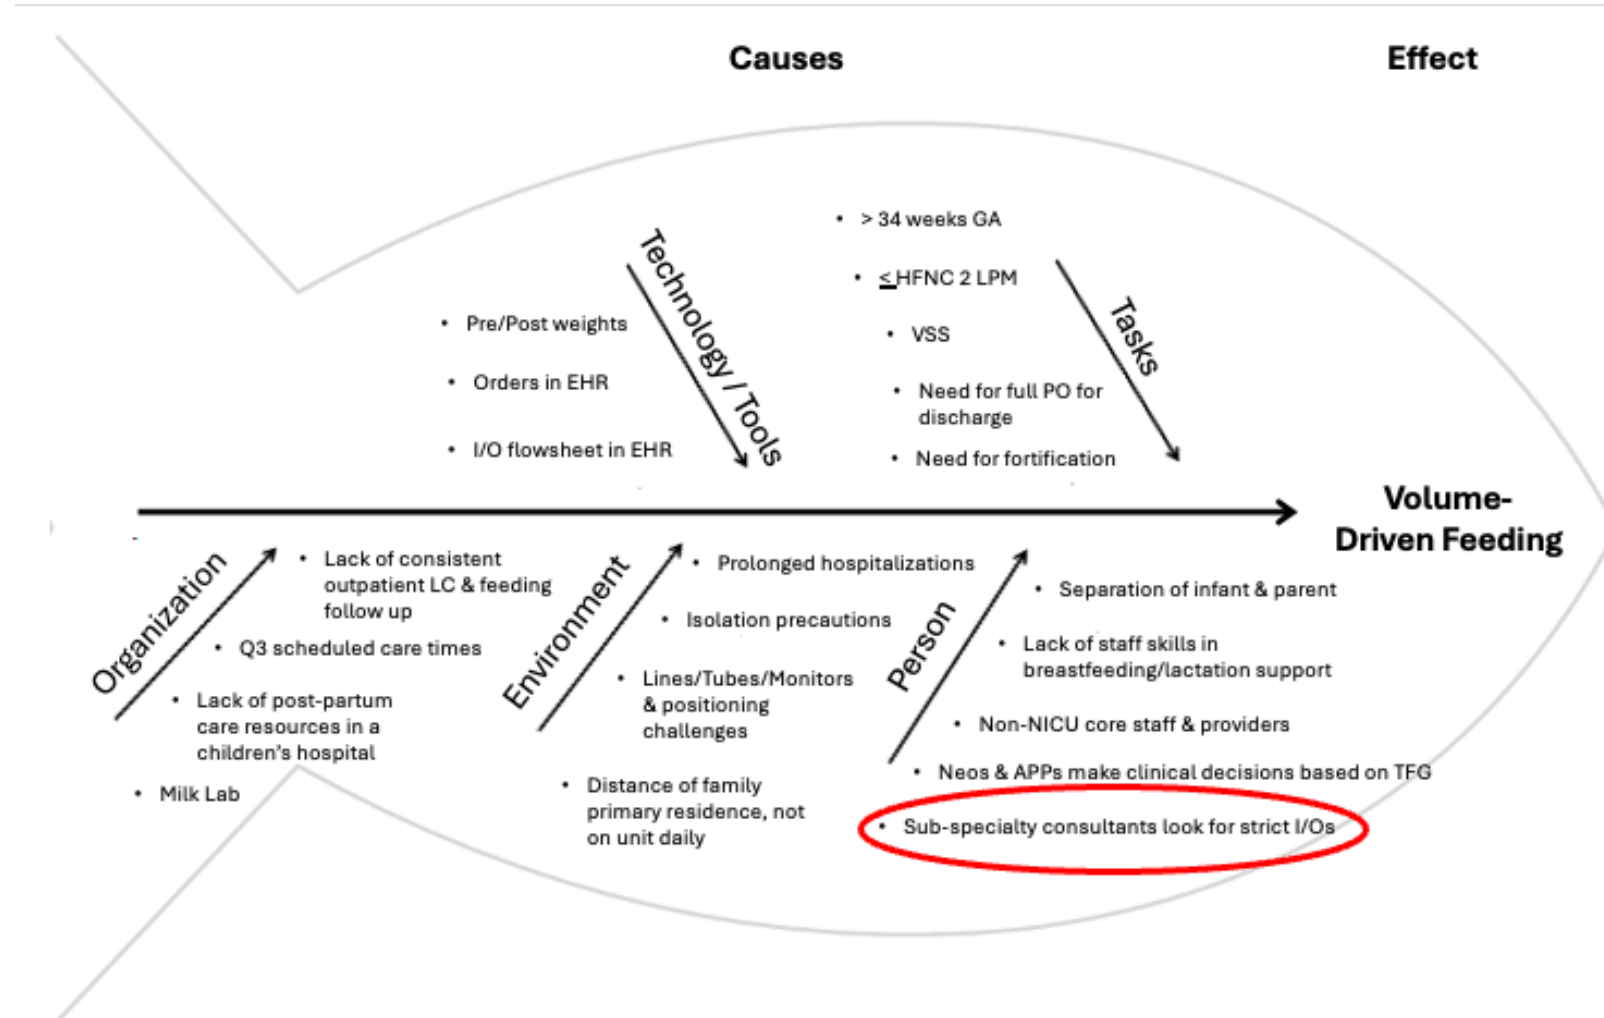 Causes
Effect
Technology / Tools
• Pre/Post weights
• Orders in EHR
• I/O flowsheet in EHR
Tasks
• > 34 weeks GA
• < HFNC 2 LPM
• VSS
• Need for full PO for
discharge
• Need for fortification
Volume-
Driven Feeding
Organization
• Lack of consistent
outpatient LC & feeding
follow up
• Q3 scheduled care times
• Lack of post-partum
care resources in a
children's hospital
• Milk Lab
Environment
• Prolonged hospitalizations
• Isolation precautions
• Lines/Tubes/Monitors
& positioning
challenges
• Distance of family
primary residence, not
on unit daily
Person
• Separation of infant & parent
• Lack of staff skills in
breastfeeding/lactation support
• Non-NICU core staff & providers
• Neos & APPs make clinical decisions based on TFG
• Sub-specialty consultants look for strict I/Os